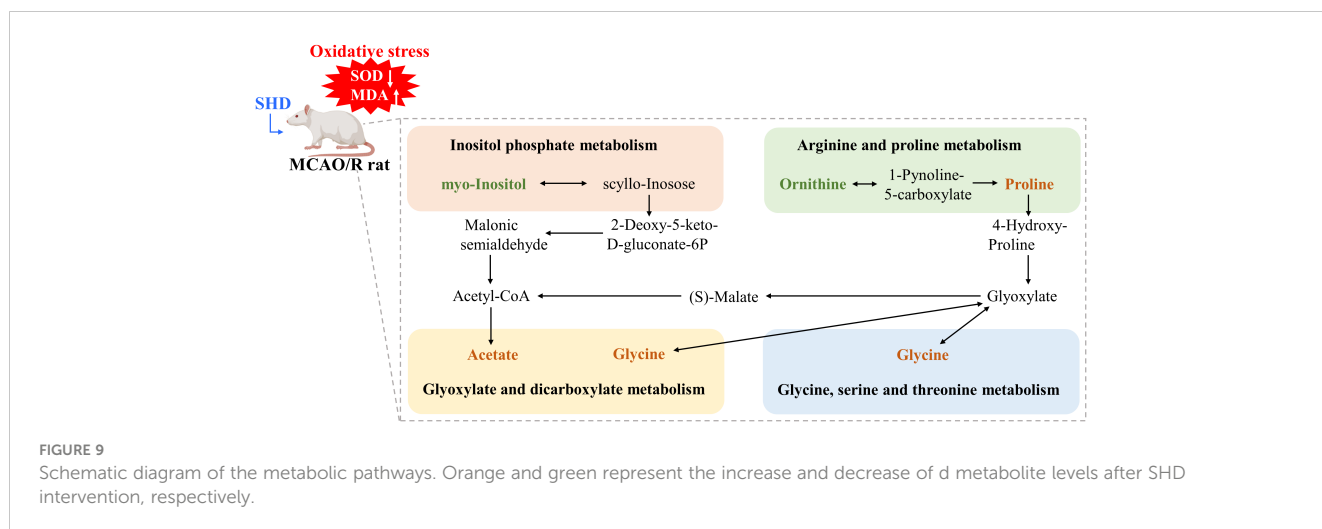 Oxidative stress
SOD ↓
MDA ↑
SHD
MCAO/R rat
Inositol phosphate metabolism
myo-Inositol
scyllo-Inosose
Malonic
semialdehyde
2-Deoxy-5-keto-
D-gluconate-6P
Arginine and proline metabolism
Ornithine
1-Pynoline-
5-carboxylate
Proline
4-Hydroxy-
Proline
Acetyl-CoA
(S)-Malate
Glyoxylate
Acetate
Glycine
Glyoxylate and dicarboxylate metabolism
Glycine
Glycine, serine and threonine metabolism
FIGURE 9
Schematic diagram of the metabolic pathways. Orange and green represent the increase and decrease of d metabolite levels after SHD
intervention, respectively.